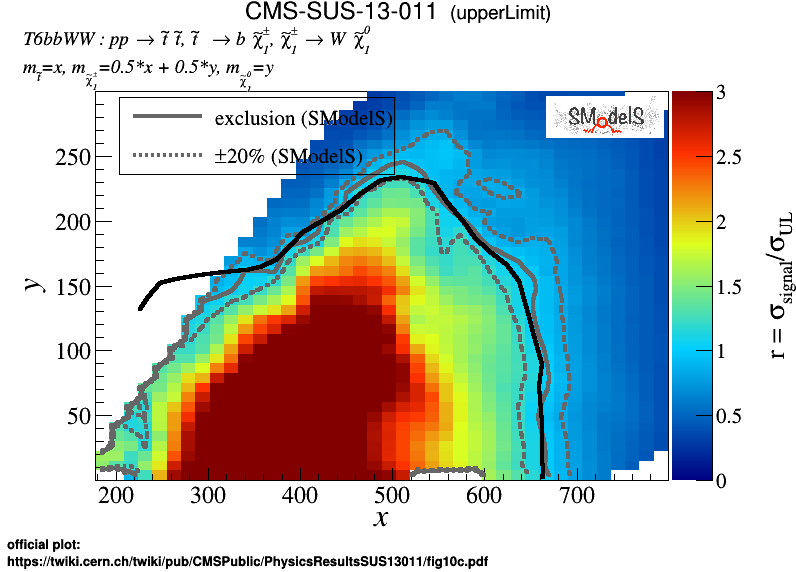 CMS-SUS-13-011 (upperLimit)
T6bbWW : pp → t̃ t̃, t̃ → b χ̃₁^±, χ̃₁^± → W χ̃₁^0
m_t̃=x, m_χ̃₁^±=0.5*x + 0.5*y, m_χ̃₁^0=y
exclusion (SModelS)
±20% (SModelS)
SModelS
250
200
150
100
50
y
200 300 400 500 600 700
x
3
2.5
2
1.5
1
0.5
0
r = σ_signal/σ_UL
official plot:
https://twiki.cern.ch/twiki/pub/CMSPublic/PhysicsResultsSUS13011/fig10c.pdf